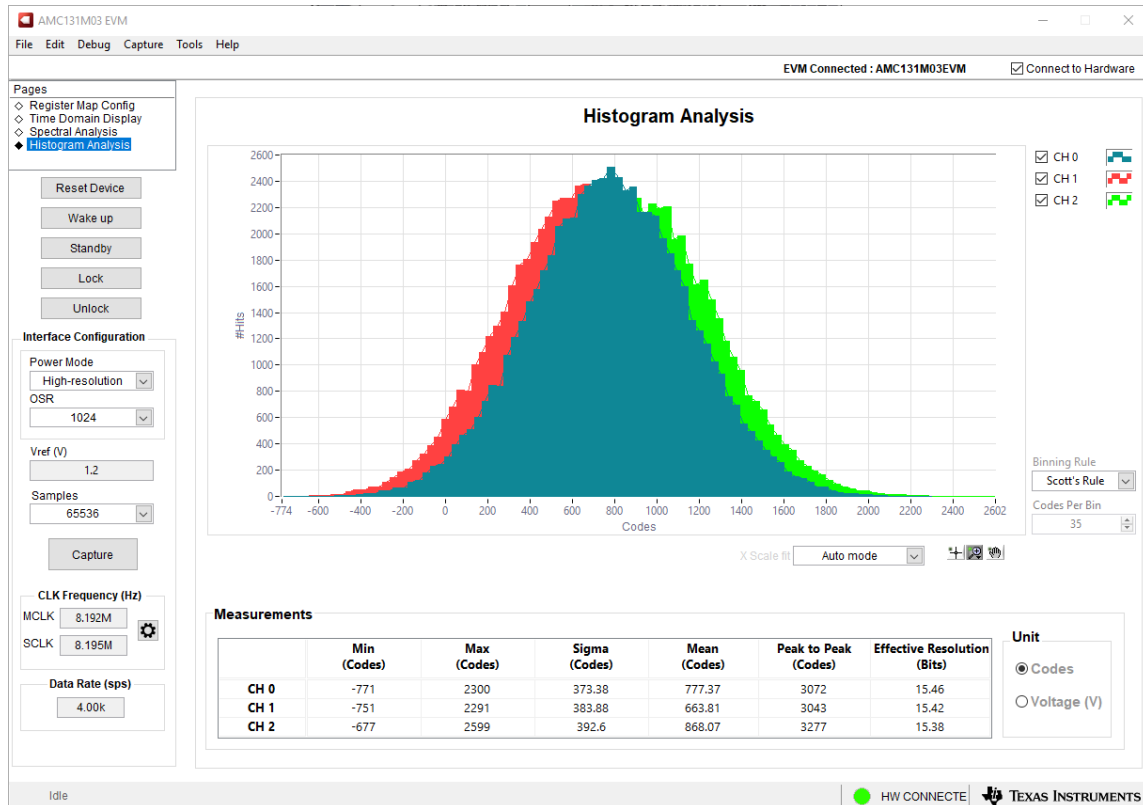 AMC131M03 EVM
File Edit Debug Capture Tools Help
EVM Connected : AMC131M03EVM Connect to Hardware
Pages
Register Map Config
Time Domain Display
Spectral Analysis
Histogram Analysis
Reset Device
Wake up
Standby
Lock
Unlock
Interface Configuration
Power Mode
High-resolution
OSR
1024
Vref (V)
1.2
Samples
65536
Capture
CLK Frequency (Hz)
MCLK 8.192M
SCLK 8.195M
Data Rate (sps)
4.00k
Histogram Analysis
2600
2400
2200
2000
1800
1600
1400
1200
1000
800
600
400
200
0
#Hits
-774 -600 -400 -200 0 200 400 600 800 1000 1200 1400 1600 1800 2000 2200 2400 2602
Codes
CH 0
CH 1
CH 2
Binning Rule
Scott's Rule
Codes Per Bin
35
X Scale fit Auto mode
Measurements
Min (Codes) Max (Codes) Sigma (Codes) Mean (Codes) Peak to Peak (Codes) Effective Resolution (Bits)
CH 0 -771 2300 373.38 777.37 3072 15.46
CH 1 -751 2291 383.88 663.81 3043 15.42
CH 2 -677 2599 392.6 868.07 3277 15.38
Unit
Codes
Voltage (V)
Idle HW CONNECTE TEXAS INSTRUMENTS